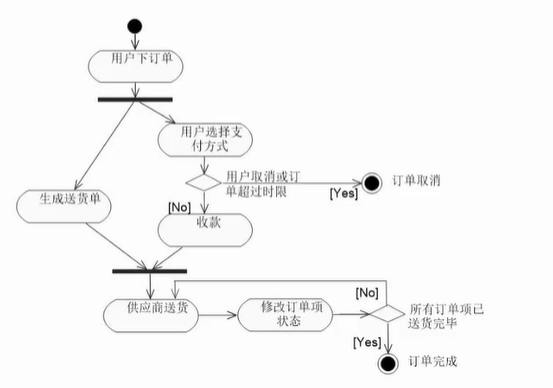 用户下订单
用户选择支
付方式
用户取消或订
单超过时限
[Yes]
订单取消
生成送货单
[No]
收款
供应商送货
修改订单项
状态
[No]
所有订单项已
送货完毕
[Yes]
订单完成